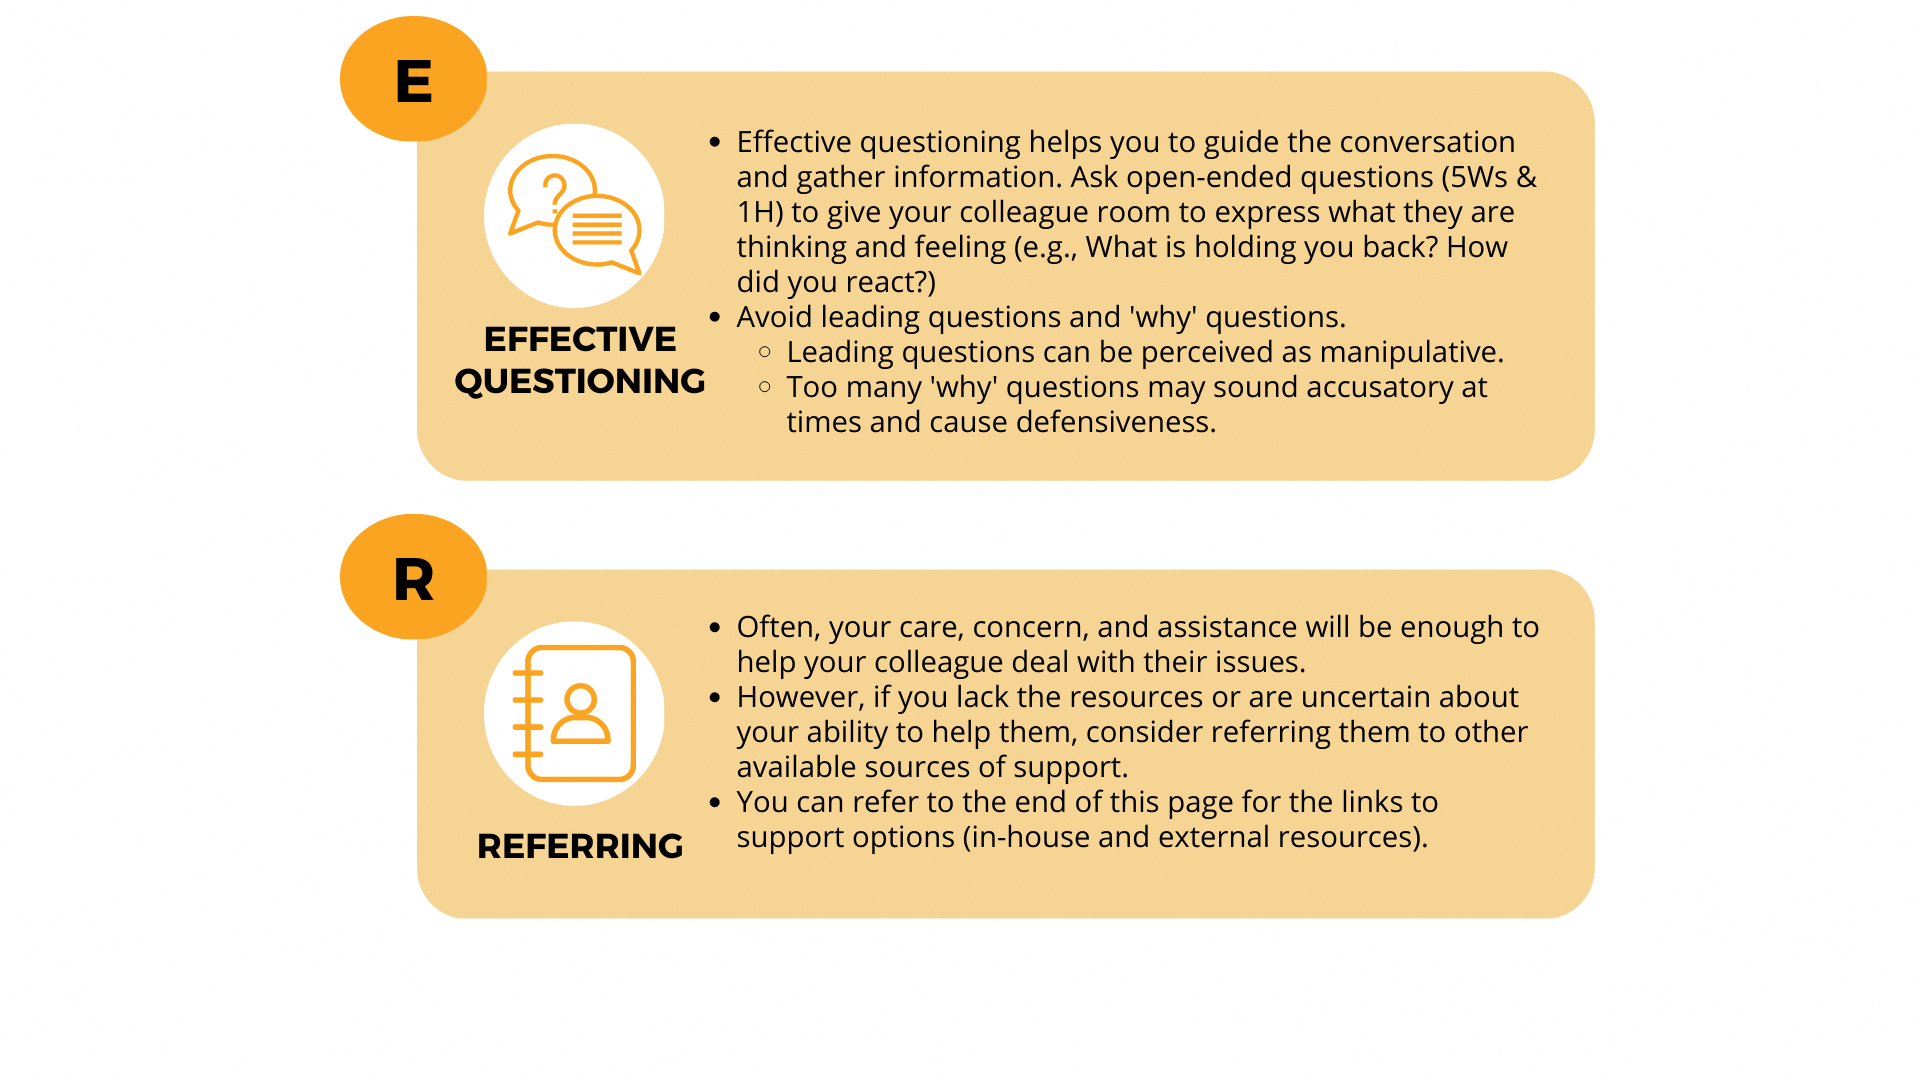 E
EFFECTIVE
QUESTIONING
• Effective questioning helps you to guide the conversation
and gather information. Ask open-ended questions (5Ws &
1H) to give your colleague room to express what they are
thinking and feeling (e.g., What is holding you back? How
did you react?)
• Avoid leading questions and 'why' questions.
○ Leading questions can be perceived as manipulative.
○ Too many 'why' questions may sound accusatory at
times and cause defensiveness.
R
REFERRING
• Often, your care, concern, and assistance will be enough to
help your colleague deal with their issues.
• However, if you lack the resources or are uncertain about
your ability to help them, consider referring them to other
available sources of support.
• You can refer to the end of this page for the links to
support options (in-house and external resources).